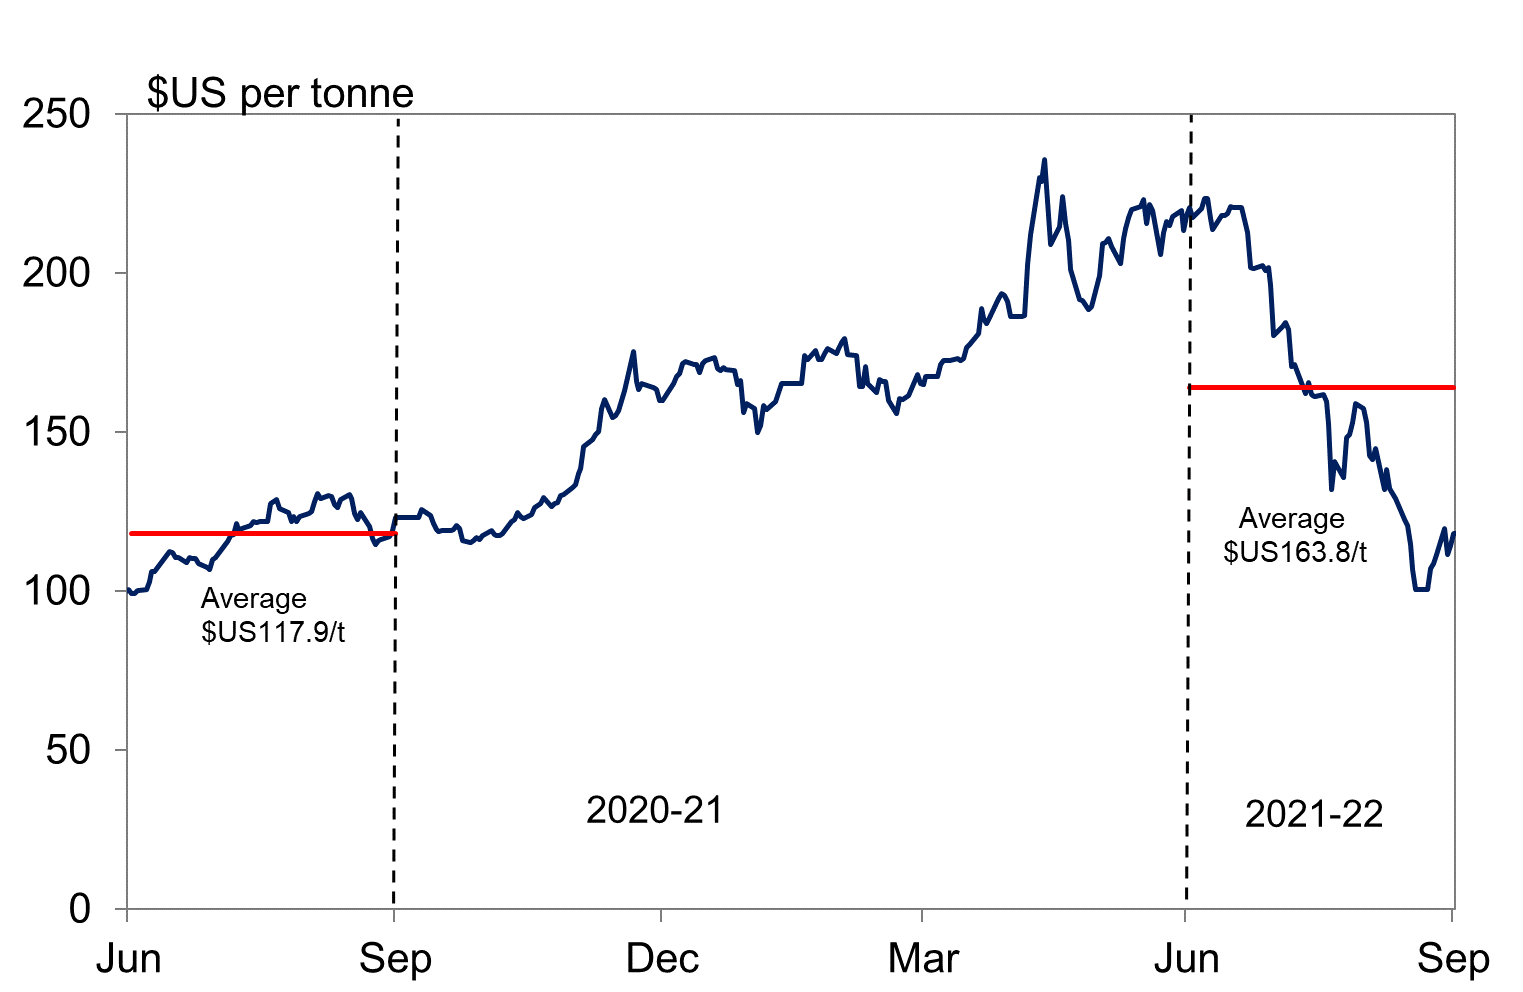 $US per tonne
250
200
150
100
50
0
Average
$US117.9/t
Average
$US163.8/t
2020-21
2021-22
Jun
Sep
Dec
Mar
Jun
Sep